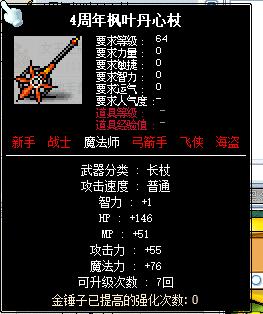 4周年枫叶丹心杖
要求等级 : 64
要求力量 : 0
要求敏捷 : 0
要求智力 : 0
要求运气 : 0
要求人气度 : -
道具等级 : -
道具经验值 : -
新手 战士 魔法师 弓箭手 飞侠 海盗
武器分类 : 长杖
攻击速度 : 普通
智力 : +1
HP : +146
MP : +51
攻击力 : +55
魔法力 : +76
可升级次数 : 7回
金锤子已提高的强化次数: 0